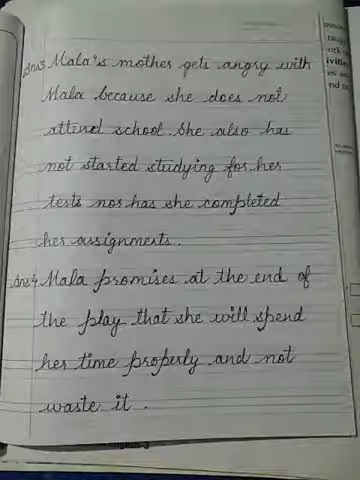 Ans3 Mala's mother gets angry with
Mala because she does not
attend school. She also has
not started studying for her
tests nor has she completed
her assignments.
Ans4. Mala promises at the end of
the play that she will spend
her time properly and not
waste it.